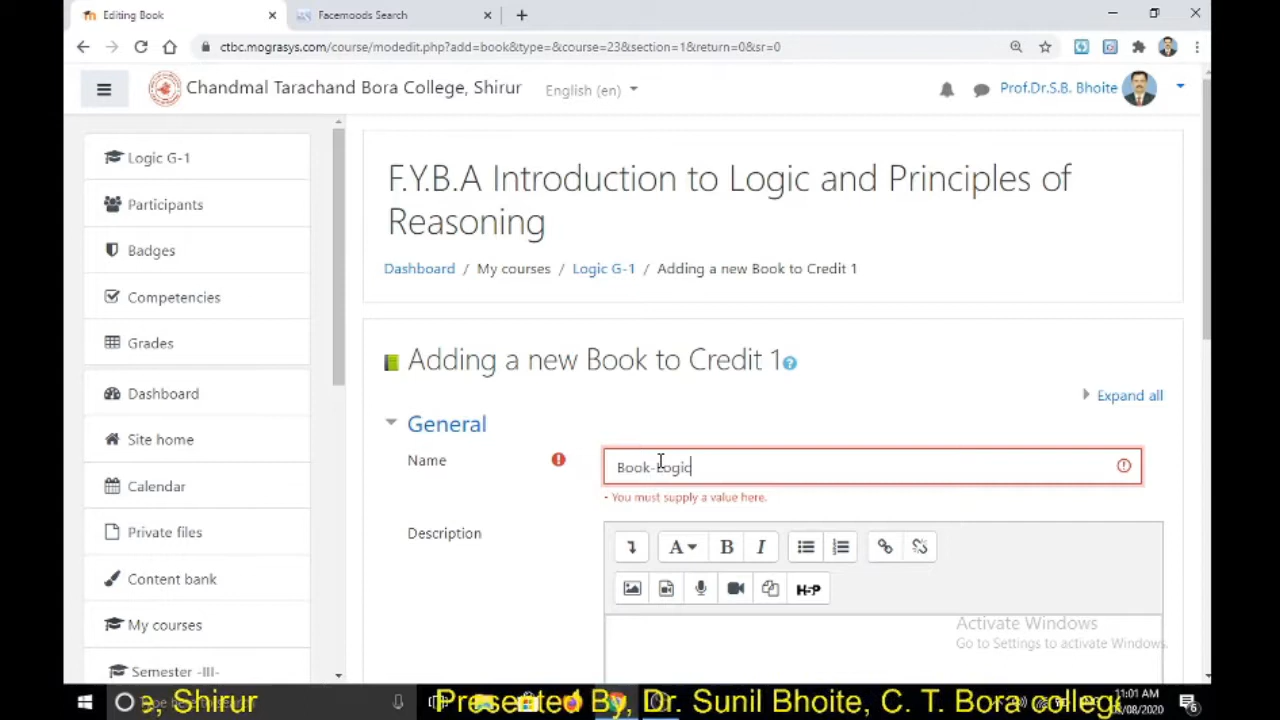 Editing Book
Facemoods Search
ctbc.mograsys.com/course/modedit.php?add=book&type=&course=23&section=1&return=0&sr=0
Chandmal Tarachand Bora College, Shirur
English (en)
Prof.Dr.S.B. Bhoite
Logic G-1
Participants
Badges
Competencies
Grades
Dashboard
Site home
Calendar
Private files
Content bank
My courses
Semester -III-
F.Y.B.A Introduction to Logic and Principles of
Reasoning
Dashboard / My courses / Logic G-1 / Adding a new Book to Credit 1
Adding a new Book to Credit 1
Expand all
General
Name
Book-Logic
- You must supply a value here.
Description
A
B
I
H-P
Activate Windows
Go to Settings to activate Windows.
e, Shirur
Presented By, Dr. Sunil Bhoite, C. T. Bora colleg
11:01 AM
/08/2020
6